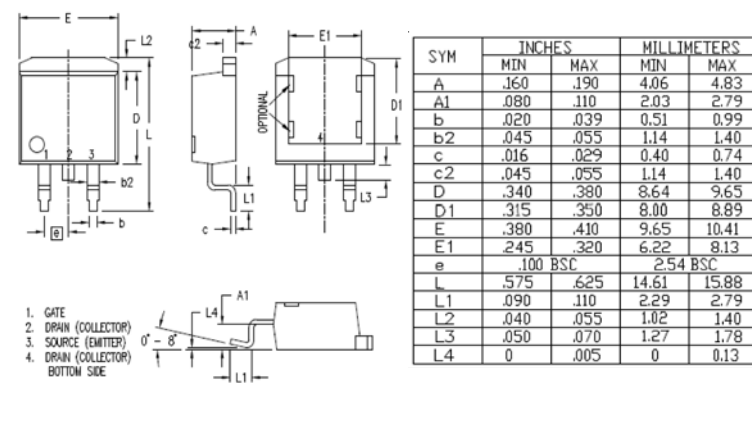 E
L2
D
L
1 2 3
b2
b
e
A
c2
L1
c
E1
OPTIONAL
D1
4
L3
1. GATE
2. DRAIN (COLLECTOR)
3. SOURCE (EMITTER)
4. DRAIN (COLLECTOR)
BOTTOM SIDE
A1
L4
0° - 8°
L1
SYM INCHES MILLIMETERS
MIN MAX MIN MAX
A .160 .190 4.06 4.83
A1 .080 .110 2.03 2.79
b .020 .039 0.51 0.99
b2 .045 .055 1.14 1.40
c .016 .029 0.40 0.74
c2 .045 .055 1.14 1.40
D .340 .380 8.64 9.65
D1 .315 .350 8.00 8.89
E .380 .410 9.65 10.41
E1 .245 .320 6.22 8.13
e .100 BSC 2.54 BSC
L .575 .625 14.61 15.88
L1 .090 .110 2.29 2.79
L2 .040 .055 1.02 1.40
L3 .050 .070 1.27 1.78
L4 0 .005 0 0.13